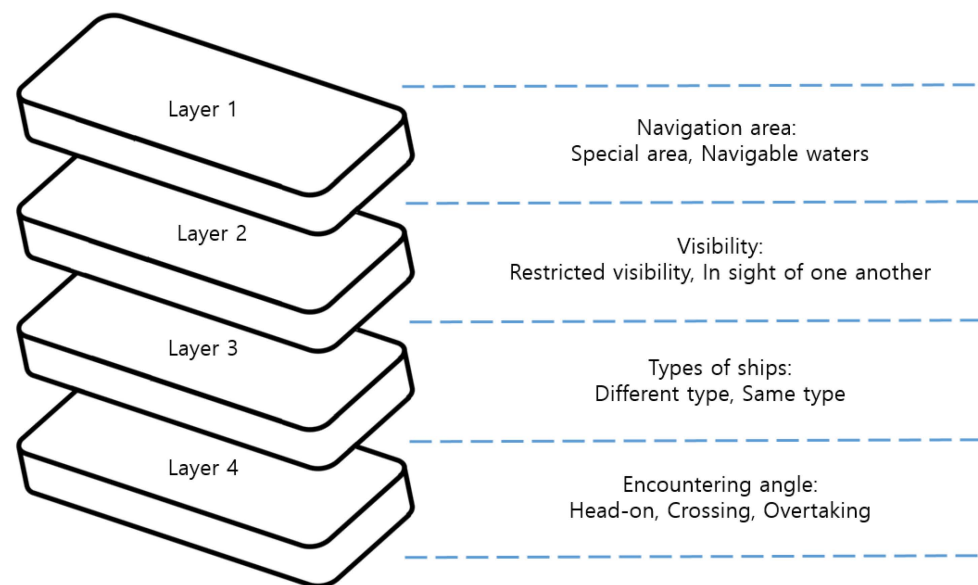 Layer 1
Navigation area:
Special area, Navigable waters
Layer 2
Visibility:
Restricted visibility, In sight of one another
Layer 3
Types of ships:
Different type, Same type
Layer 4
Encountering angle:
Head-on, Crossing, Overtaking